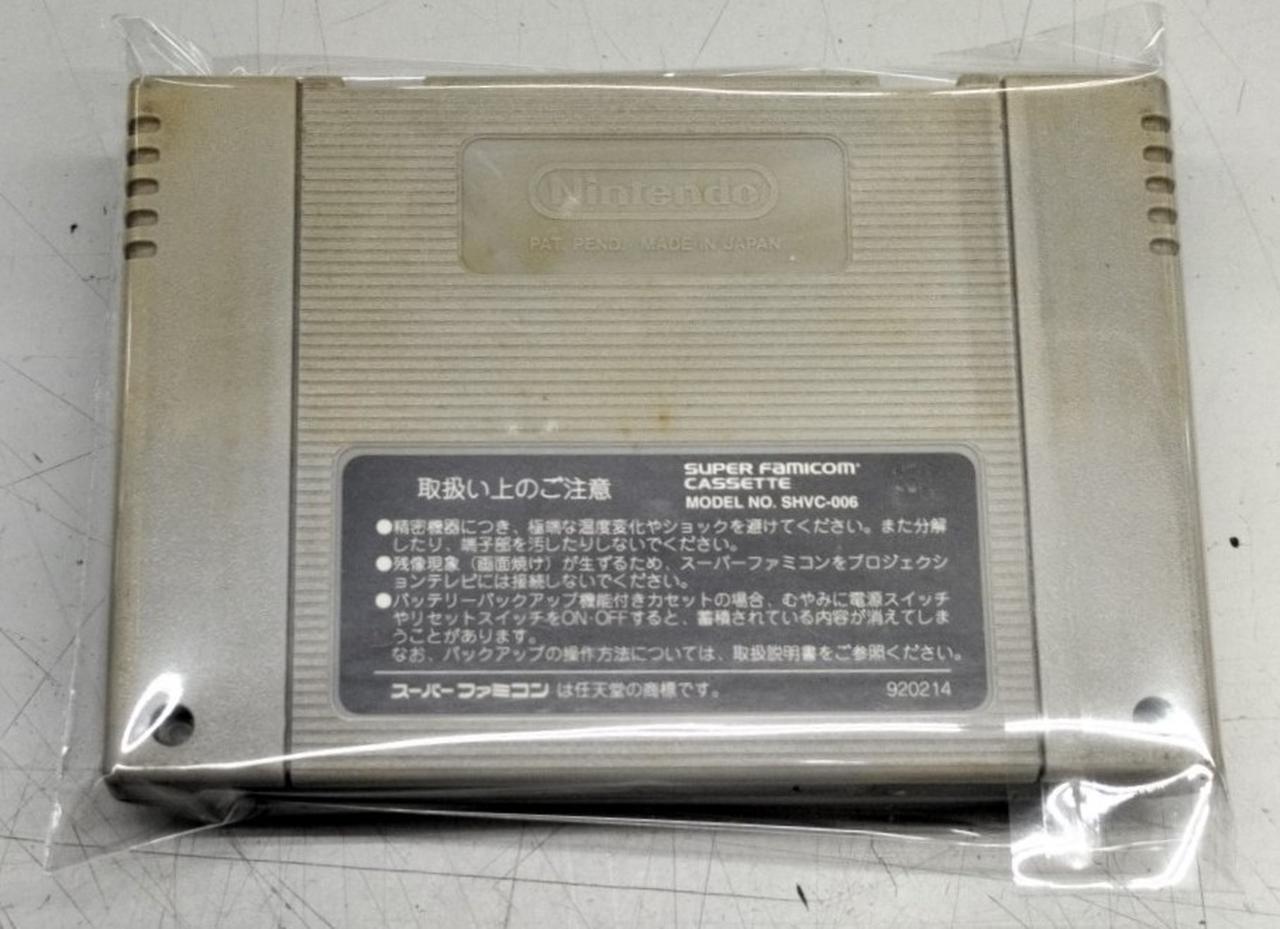 Nintendo
PAT. PEND. MADE IN JAPAN
取扱い上のご注意
SUPER FAMICOM®
CASSETTE
MODEL NO. SHVC-006
●精密機器につき、極端な温度変化やショックを避けてください。また分解
したり、端子部を汚したりしないでください。
●残像現象（画面焼け）が生ずるため、スーパーファミコンをプロジェクシ
ョンテレビには接続しないでください。
●バッテリーバックアップ機能付きカセットの場合、むやみに電源スイッチ
やリセットスイッチをON・OFFすると、蓄積されている内容が消えてしま
うことがあります。
なお、バックアップの操作方法については、取扱説明書をご参照ください。
スーパーファミコン は任天堂の商標です。
920214